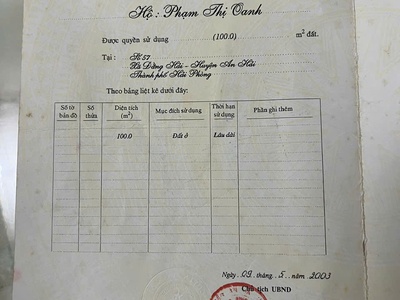 Hộ : Phạm Thị Oanh
Được quyền sử dụng (100.0) m² đất.
Tại : Số 57
Xã Đằng Hải - Huyện An Hải
Thành phố Hải Phòng
Theo bảng liệt kê dưới đây:
Số tờ bản đồ Số thửa Diện tích (m²) Mục đích sử dụng Thời hạn sử dụng Phần ghi thêm
100.0 Đất ở Lâu dài
Ngày .09. tháng .5. năm 2003
Chủ tịch UBND